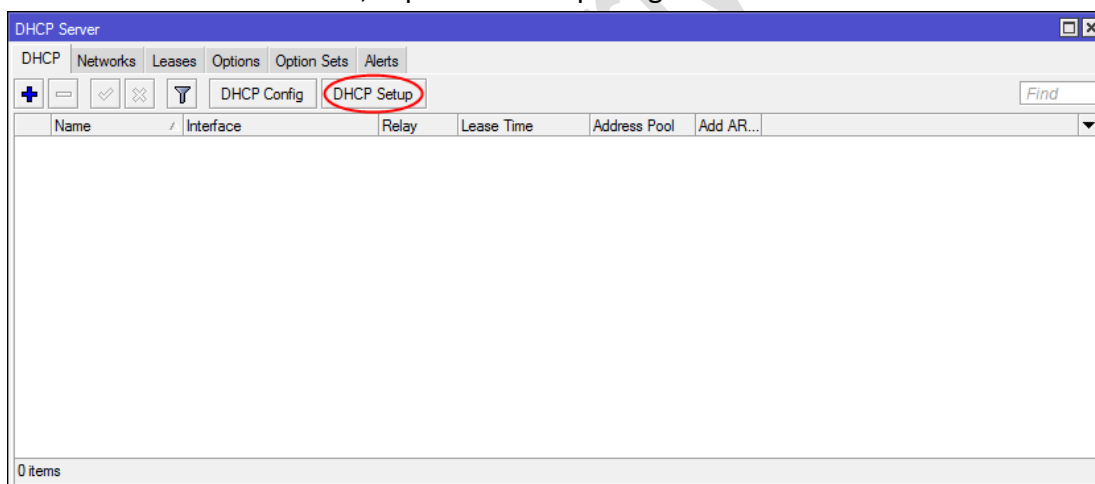 DHCP Server
DHCP Networks Leases Options Option Sets Alerts
DHCP Config DHCP Setup Find
Name Interface Relay Lease Time Address Pool Add AR...
0 items